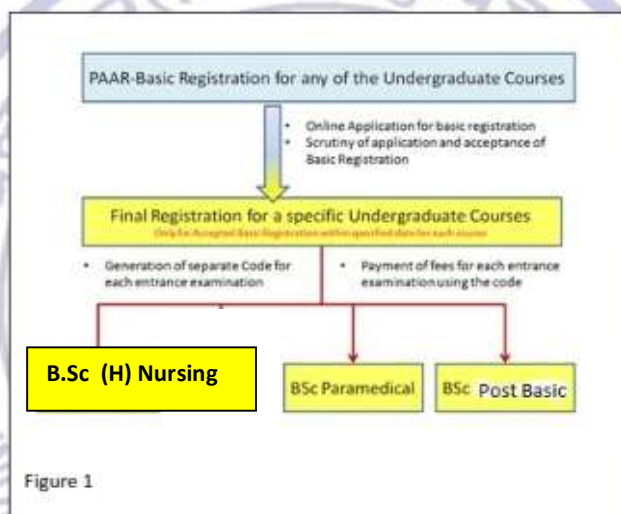 PAAR-Basic Registration for any of the Undergraduate Courses
• Online Application for basic registration
• Scrutiny of application and acceptance of
Basic Registration
Final Registration for a specific Undergraduate Courses
Only for Accepted Basic Registration within specified date for each course
• Generation of separate Code for
each entrance examination
• Payment of fees for each entrance
examination using the code
B.Sc (H) Nursing
BSc Paramedical
BSc Post Basic
Figure 1